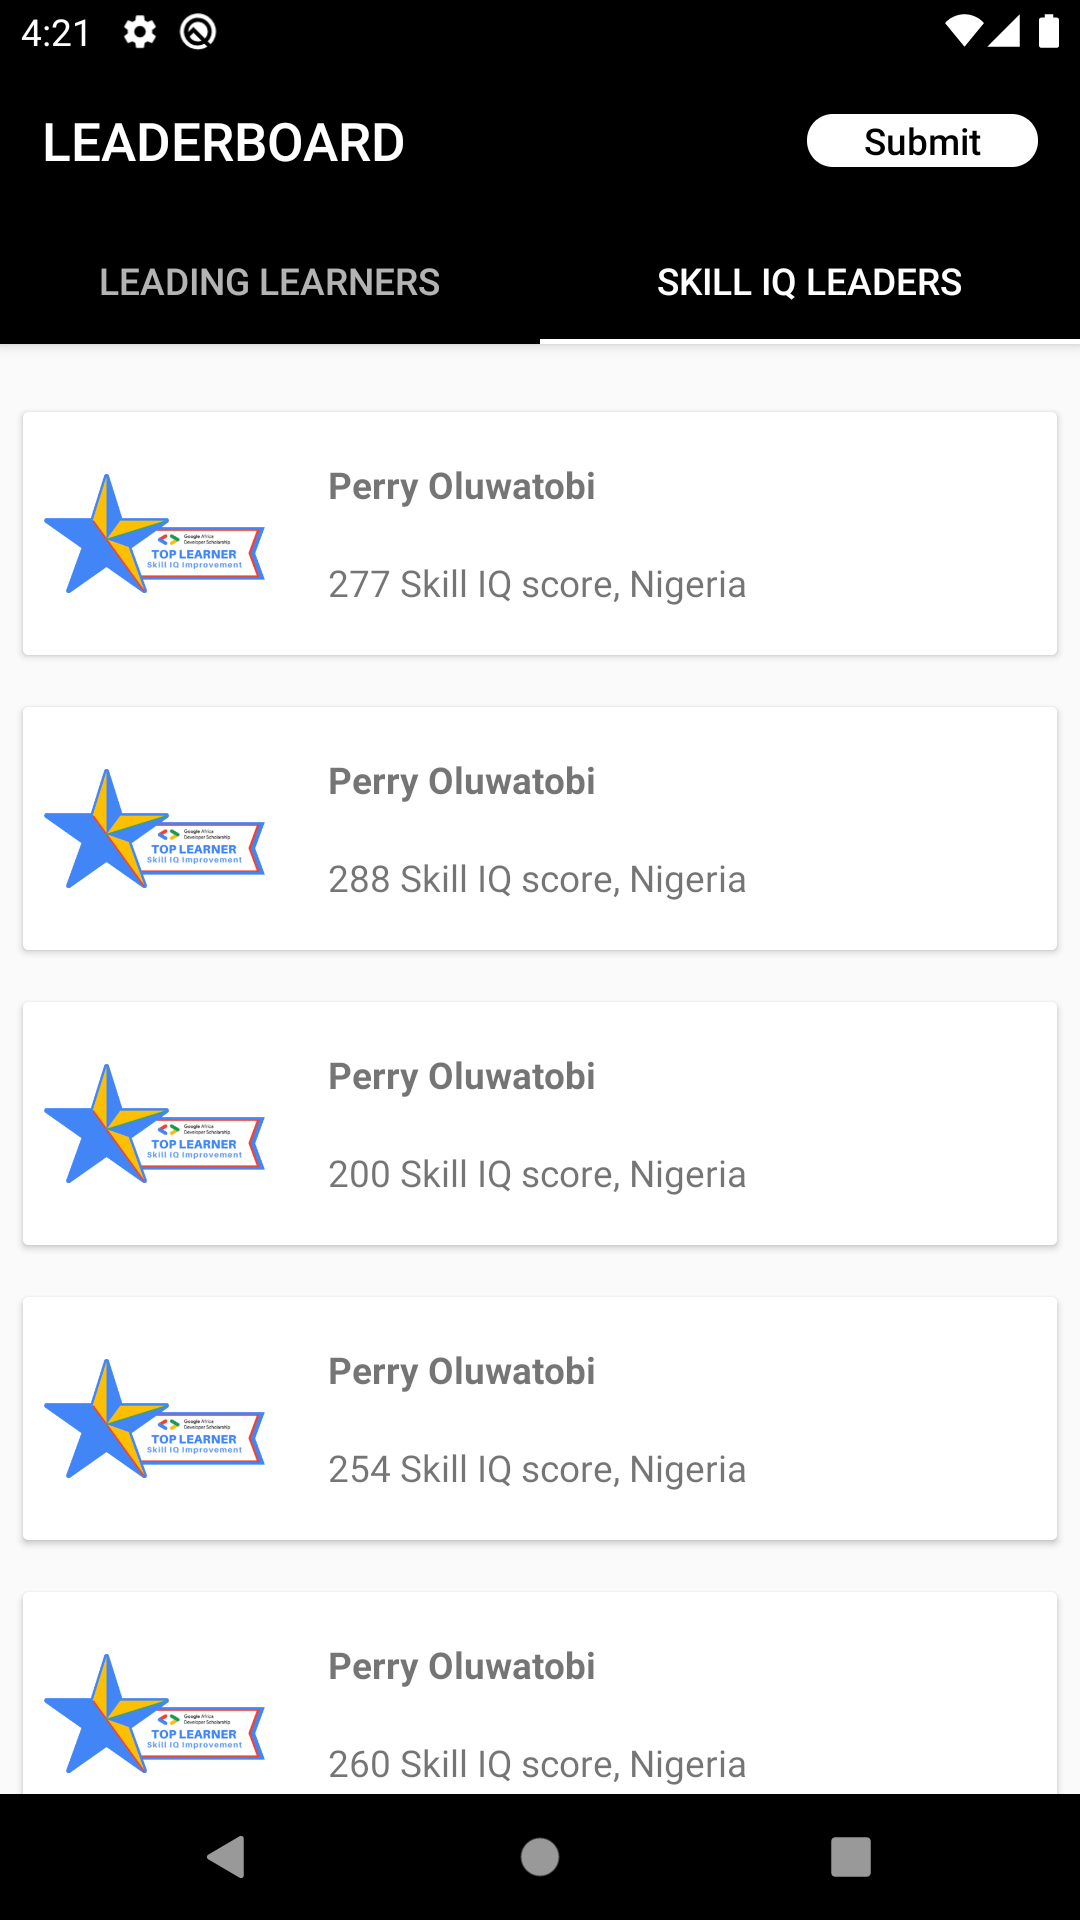 4:21
LEADERBOARD
Submit
LEADING LEARNERS
SKILL IQ LEADERS
Perry Oluwatobi
Google Africa
Developer Scholarship
TOP LEARNER
Skill IQ Improvement
277 Skill IQ score, Nigeria
Perry Oluwatobi
Google Africa
Developer Scholarship
TOP LEARNER
Skill IQ Improvement
288 Skill IQ score, Nigeria
Perry Oluwatobi
Google Africa
Developer Scholarship
TOP LEARNER
Skill IQ Improvement
200 Skill IQ score, Nigeria
Perry Oluwatobi
Google Africa
Developer Scholarship
TOP LEARNER
Skill IQ Improvement
254 Skill IQ score, Nigeria
Perry Oluwatobi
Google Africa
Developer Scholarship
TOP LEARNER
Skill IQ Improvement
260 Skill IQ score, Nigeria